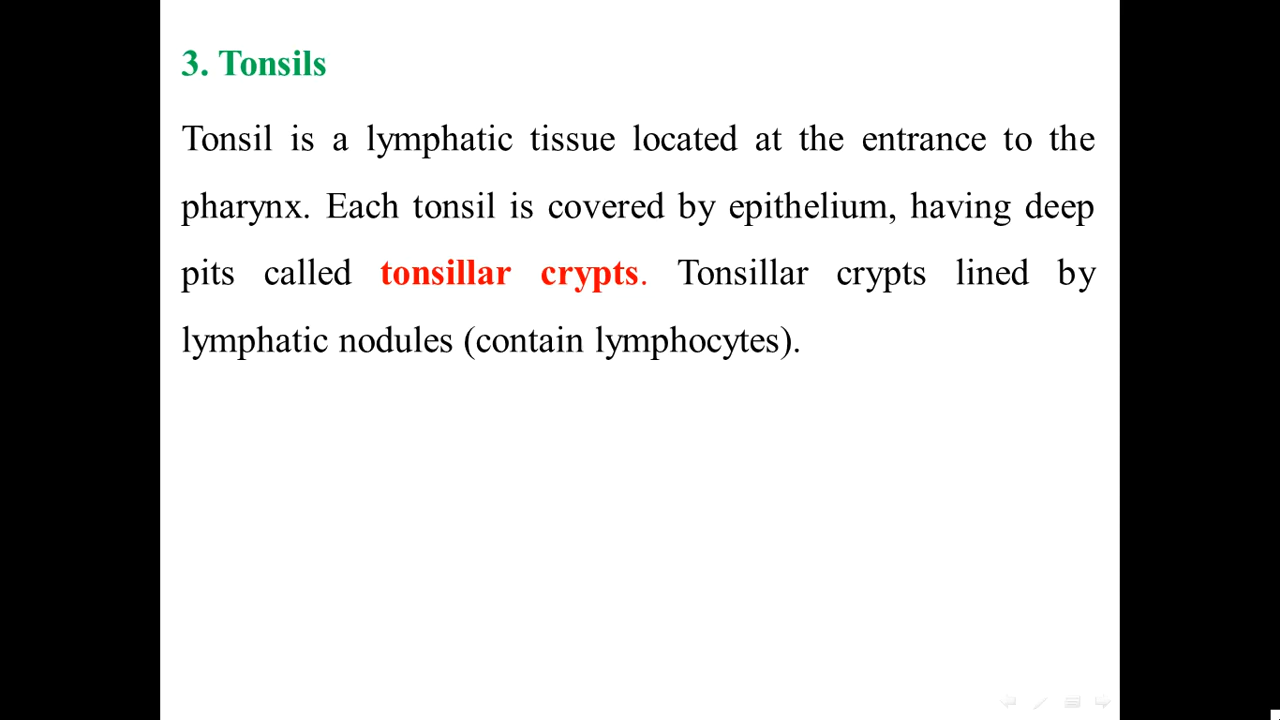 3. Tonsils
Tonsil is a lymphatic tissue located at the entrance to the
pharynx. Each tonsil is covered by epithelium, having deep
pits called tonsillar crypts. Tonsillar crypts lined by
lymphatic nodules (contain lymphocytes).